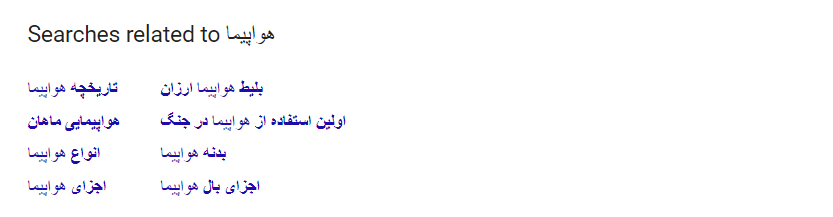 Searches related to هواپیما
تاریخچه هواپیما
بلیط هواپیما ارزان
هواپیمایی ماهان
اولین استفاده از هواپیما در جنگ
انواع هواپیما
بدنه هواپیما
اجزای هواپیما
اجزای بال هواپیما